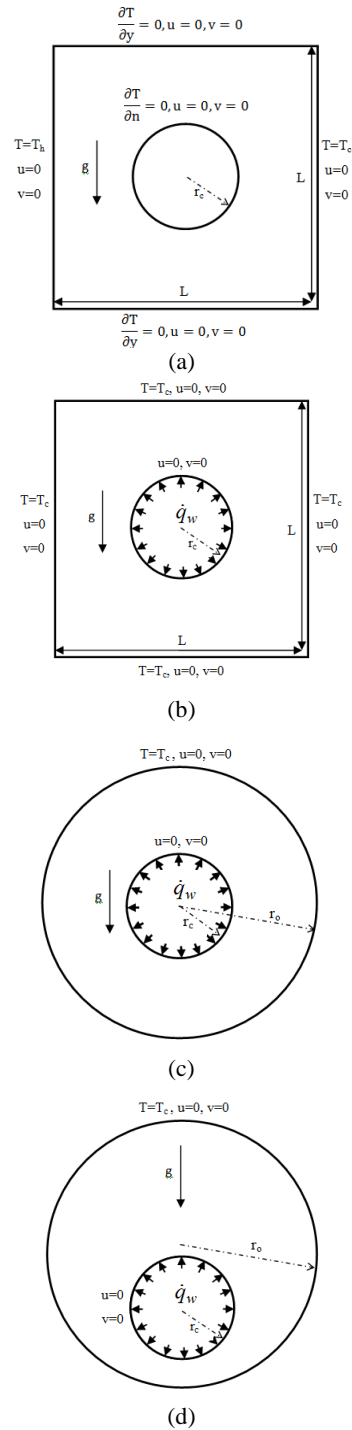 ∂T/∂y = 0, u = 0, v = 0
∂T/∂n = 0, u = 0, v = 0
T=T_h
u=0
v=0
g
r_c
T=T_c
u=0
v=0
L
L
∂T/∂y = 0, u = 0, v = 0
(a)
T=T_c, u=0, v=0
u=0, v=0
T=T_c
u=0
v=0
g
q̇_w
r_c
T=T_c
u=0
v=0
L
L
T=T_c, u=0, v=0
(b)
T=T_c, u=0, v=0
u=0, v=0
g
q̇_w
r_c
r_o
(c)
T=T_c, u=0, v=0
g
r_o
u=0
v=0
q̇_w
r_c
(d)